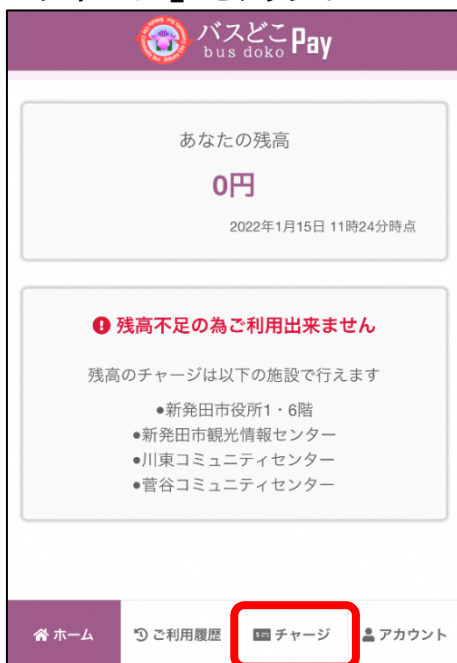 バスどこ Pay
bus doko
あなたの残高
0円
2022年1月15日 11時24分時点
残高不足の為ご利用出来ません
残高のチャージは以下の施設で行えます
●新発田市役所1・6階
●新発田市観光情報センター
●川東コミュニティセンター
●菅谷コミュニティセンター
ホーム ご利用履歴 チャージ アカウント